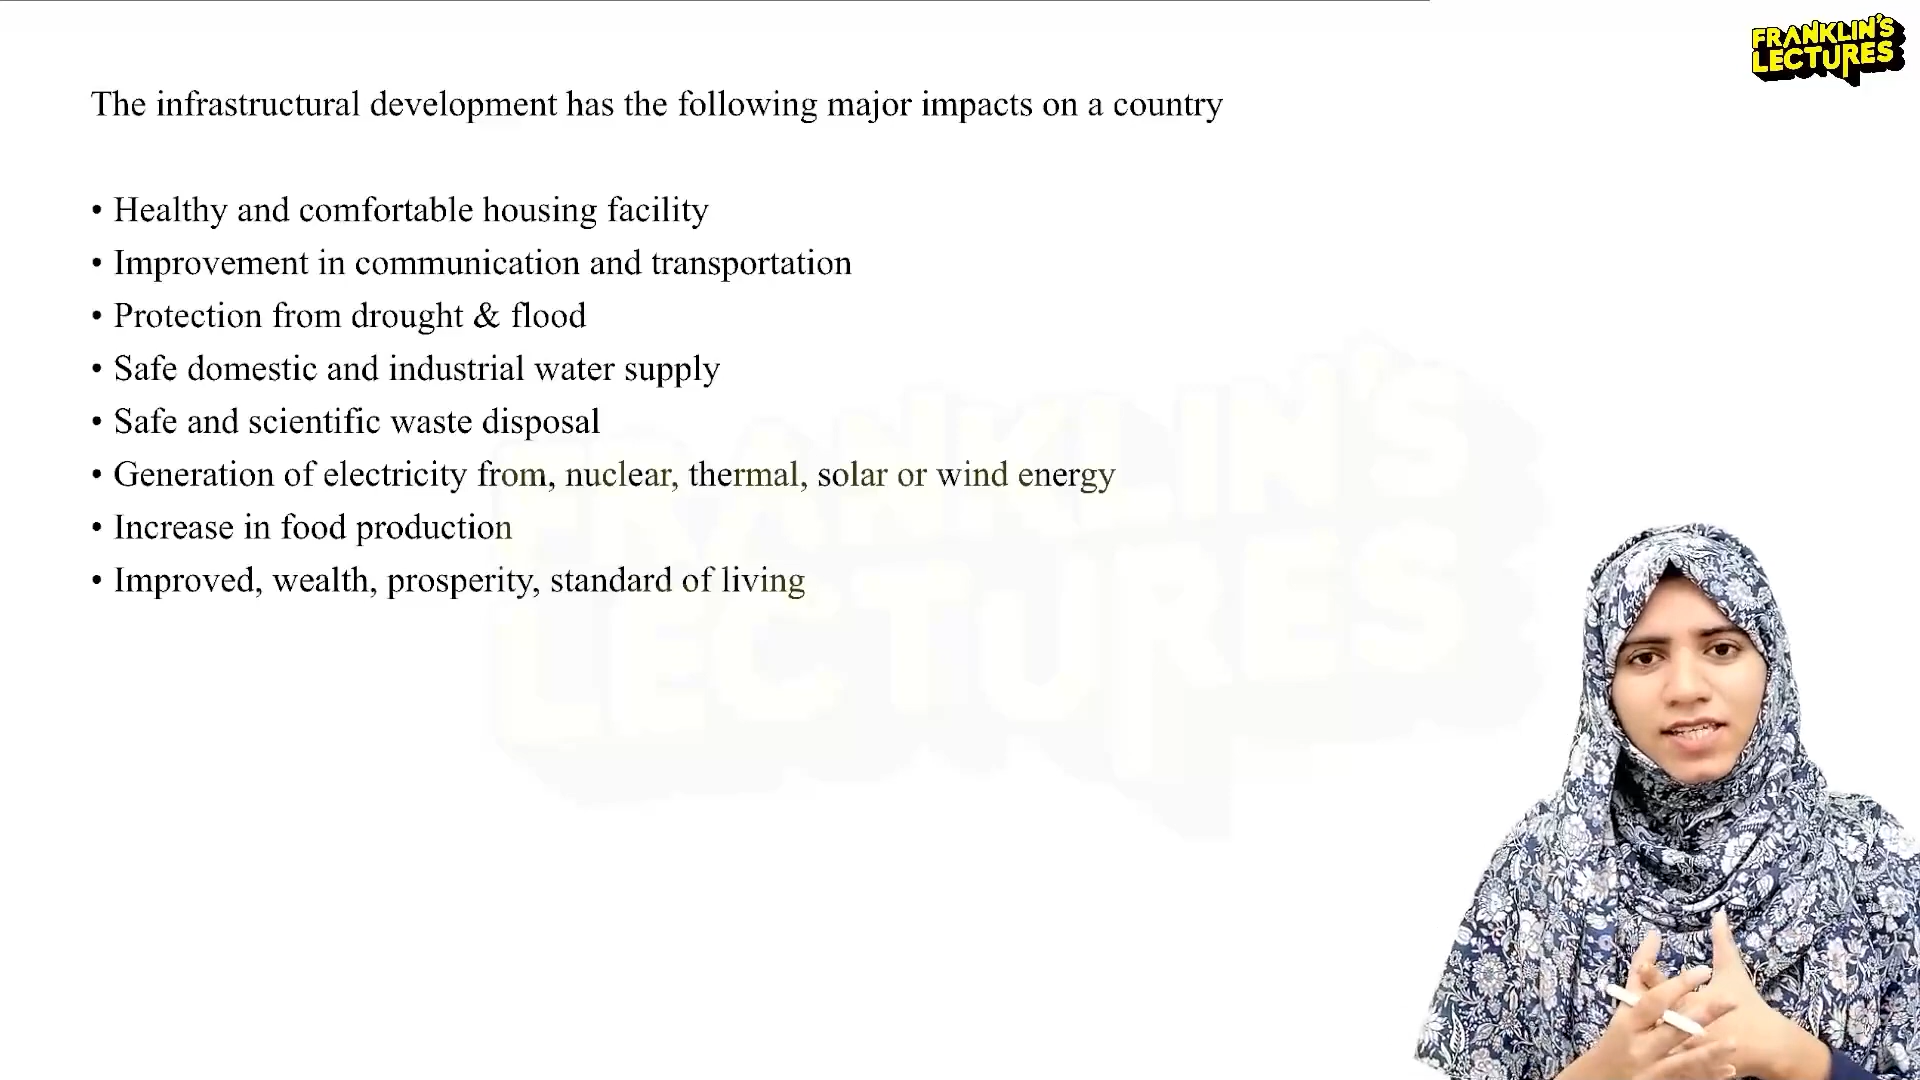 FRANKLIN'S
LECTURES
The infrastructural development has the following major impacts on a country
• Healthy and comfortable housing facility
• Improvement in communication and transportation
• Protection from drought & flood
• Safe domestic and industrial water supply
• Safe and scientific waste disposal
• Generation of electricity from, nuclear, thermal, solar or wind energy
• Increase in food production
• Improved, wealth, prosperity, standard of living
FRANKLIN'S
LECTURES